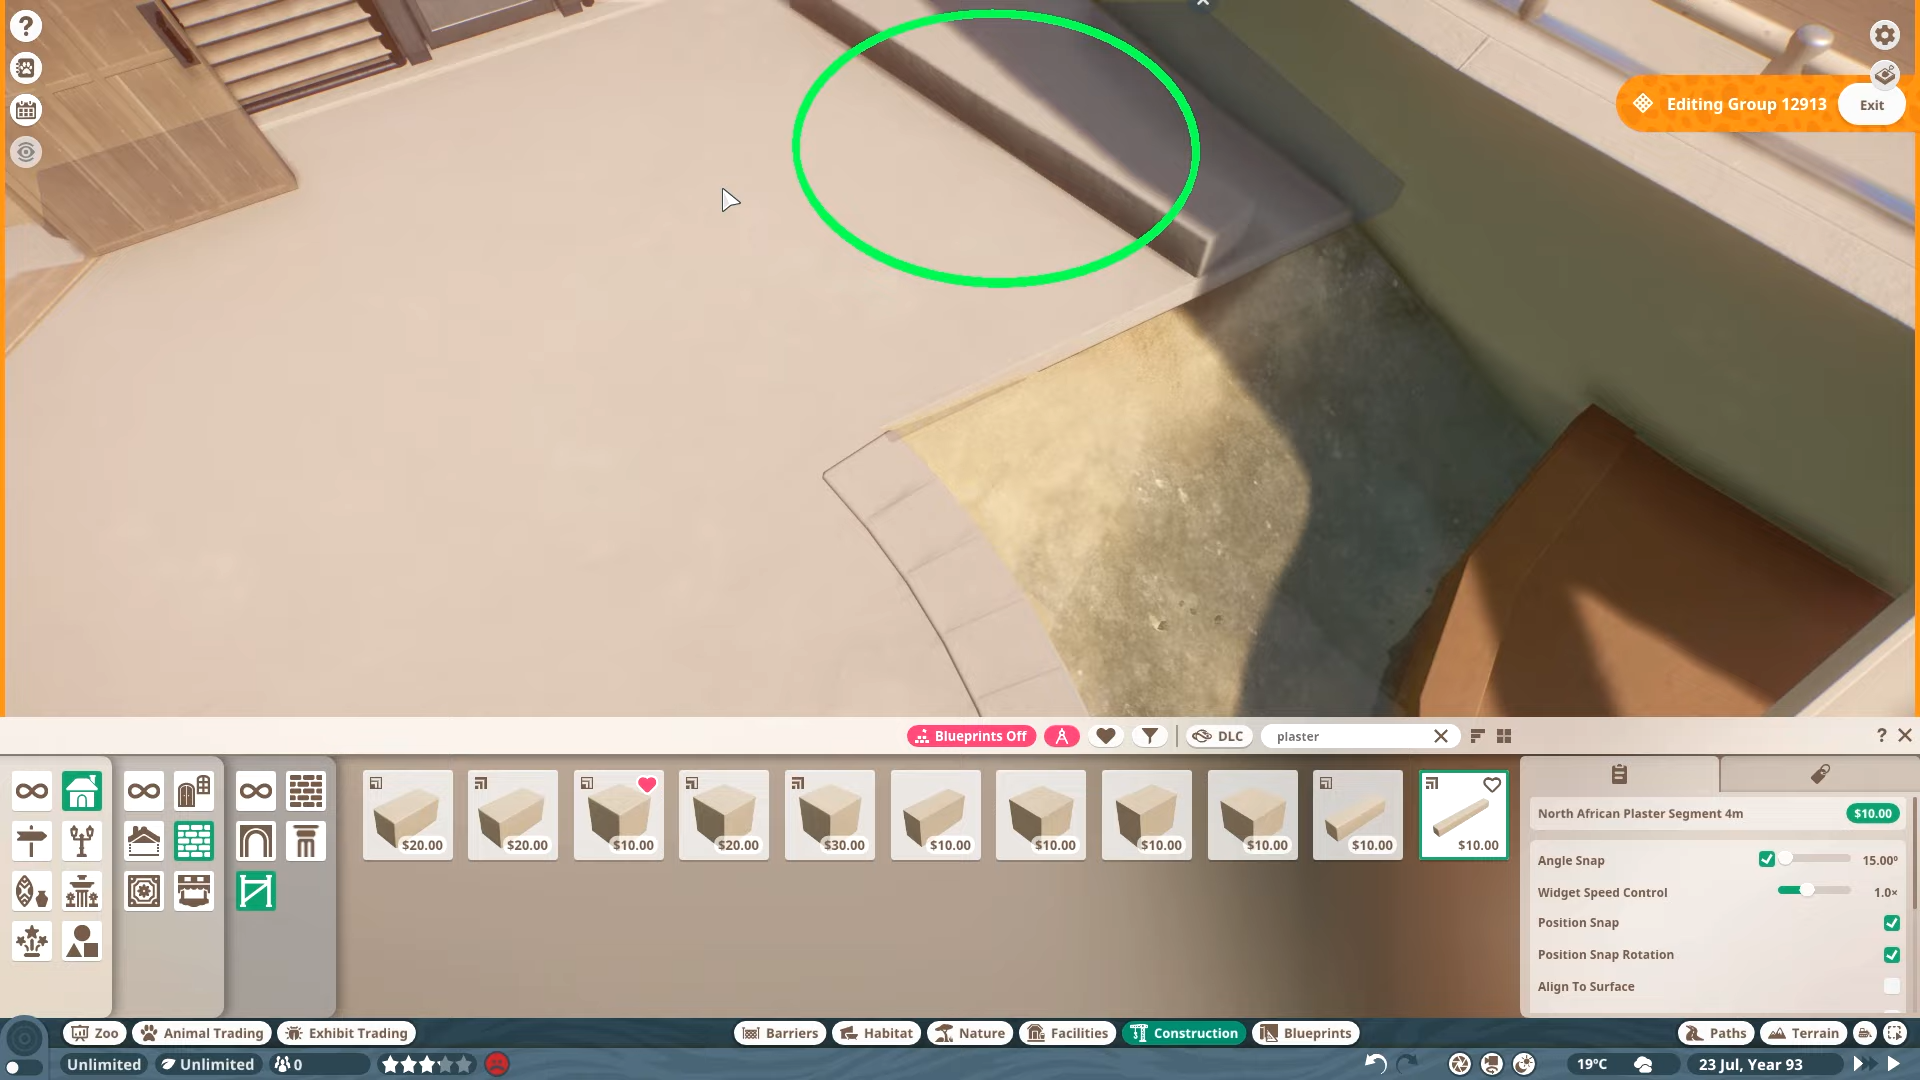 ?
Editing Group 12913
Exit
Blueprints Off
DLC
plaster
?
$20.00
$20.00
$10.00
$20.00
$30.00
$10.00
$10.00
$10.00
$10.00
$10.00
$10.00
North African Plaster Segment 4m
$10.00
Angle Snap
15.00°
Widget Speed Control
1.0×
Position Snap
Position Snap Rotation
Align To Surface
Zoo
Animal Trading
Exhibit Trading
Barriers
Habitat
Nature
Facilities
Construction
Blueprints
Paths
Terrain
Unlimited
Unlimited
0
19°C
23 Jul, Year 93